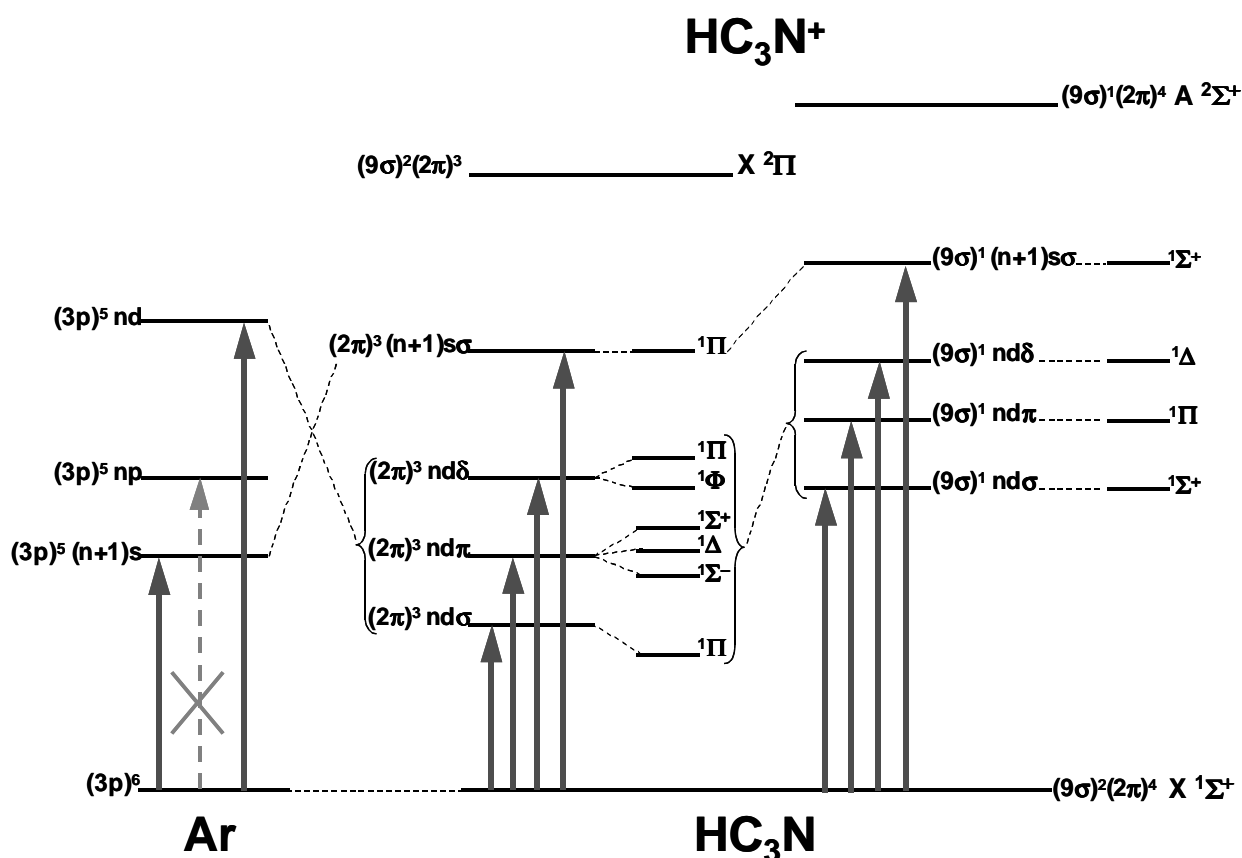 HC₃N⁺
(9σ)¹(2π)⁴ A ²Σ⁺
(9σ)²(2π)³ X ²Π
(9σ)¹ (n+1)sσ ¹Σ⁺
(3p)⁵ nd
(2π)³ (n+1)sσ ¹Π
(9σ)¹ ndδ ¹Δ
(9σ)¹ ndπ ¹Π
¹Π
(3p)⁵ np
(2π)³ ndδ
¹Φ
(9σ)¹ ndσ ¹Σ⁺
¹Σ⁺
(3p)⁵ (n+1)s
(2π)³ ndπ
¹Δ
¹Σ⁻
(2π)³ ndσ
¹Π
(3p)⁶
(9σ)²(2π)⁴ X ¹Σ⁺
Ar
HC₃N